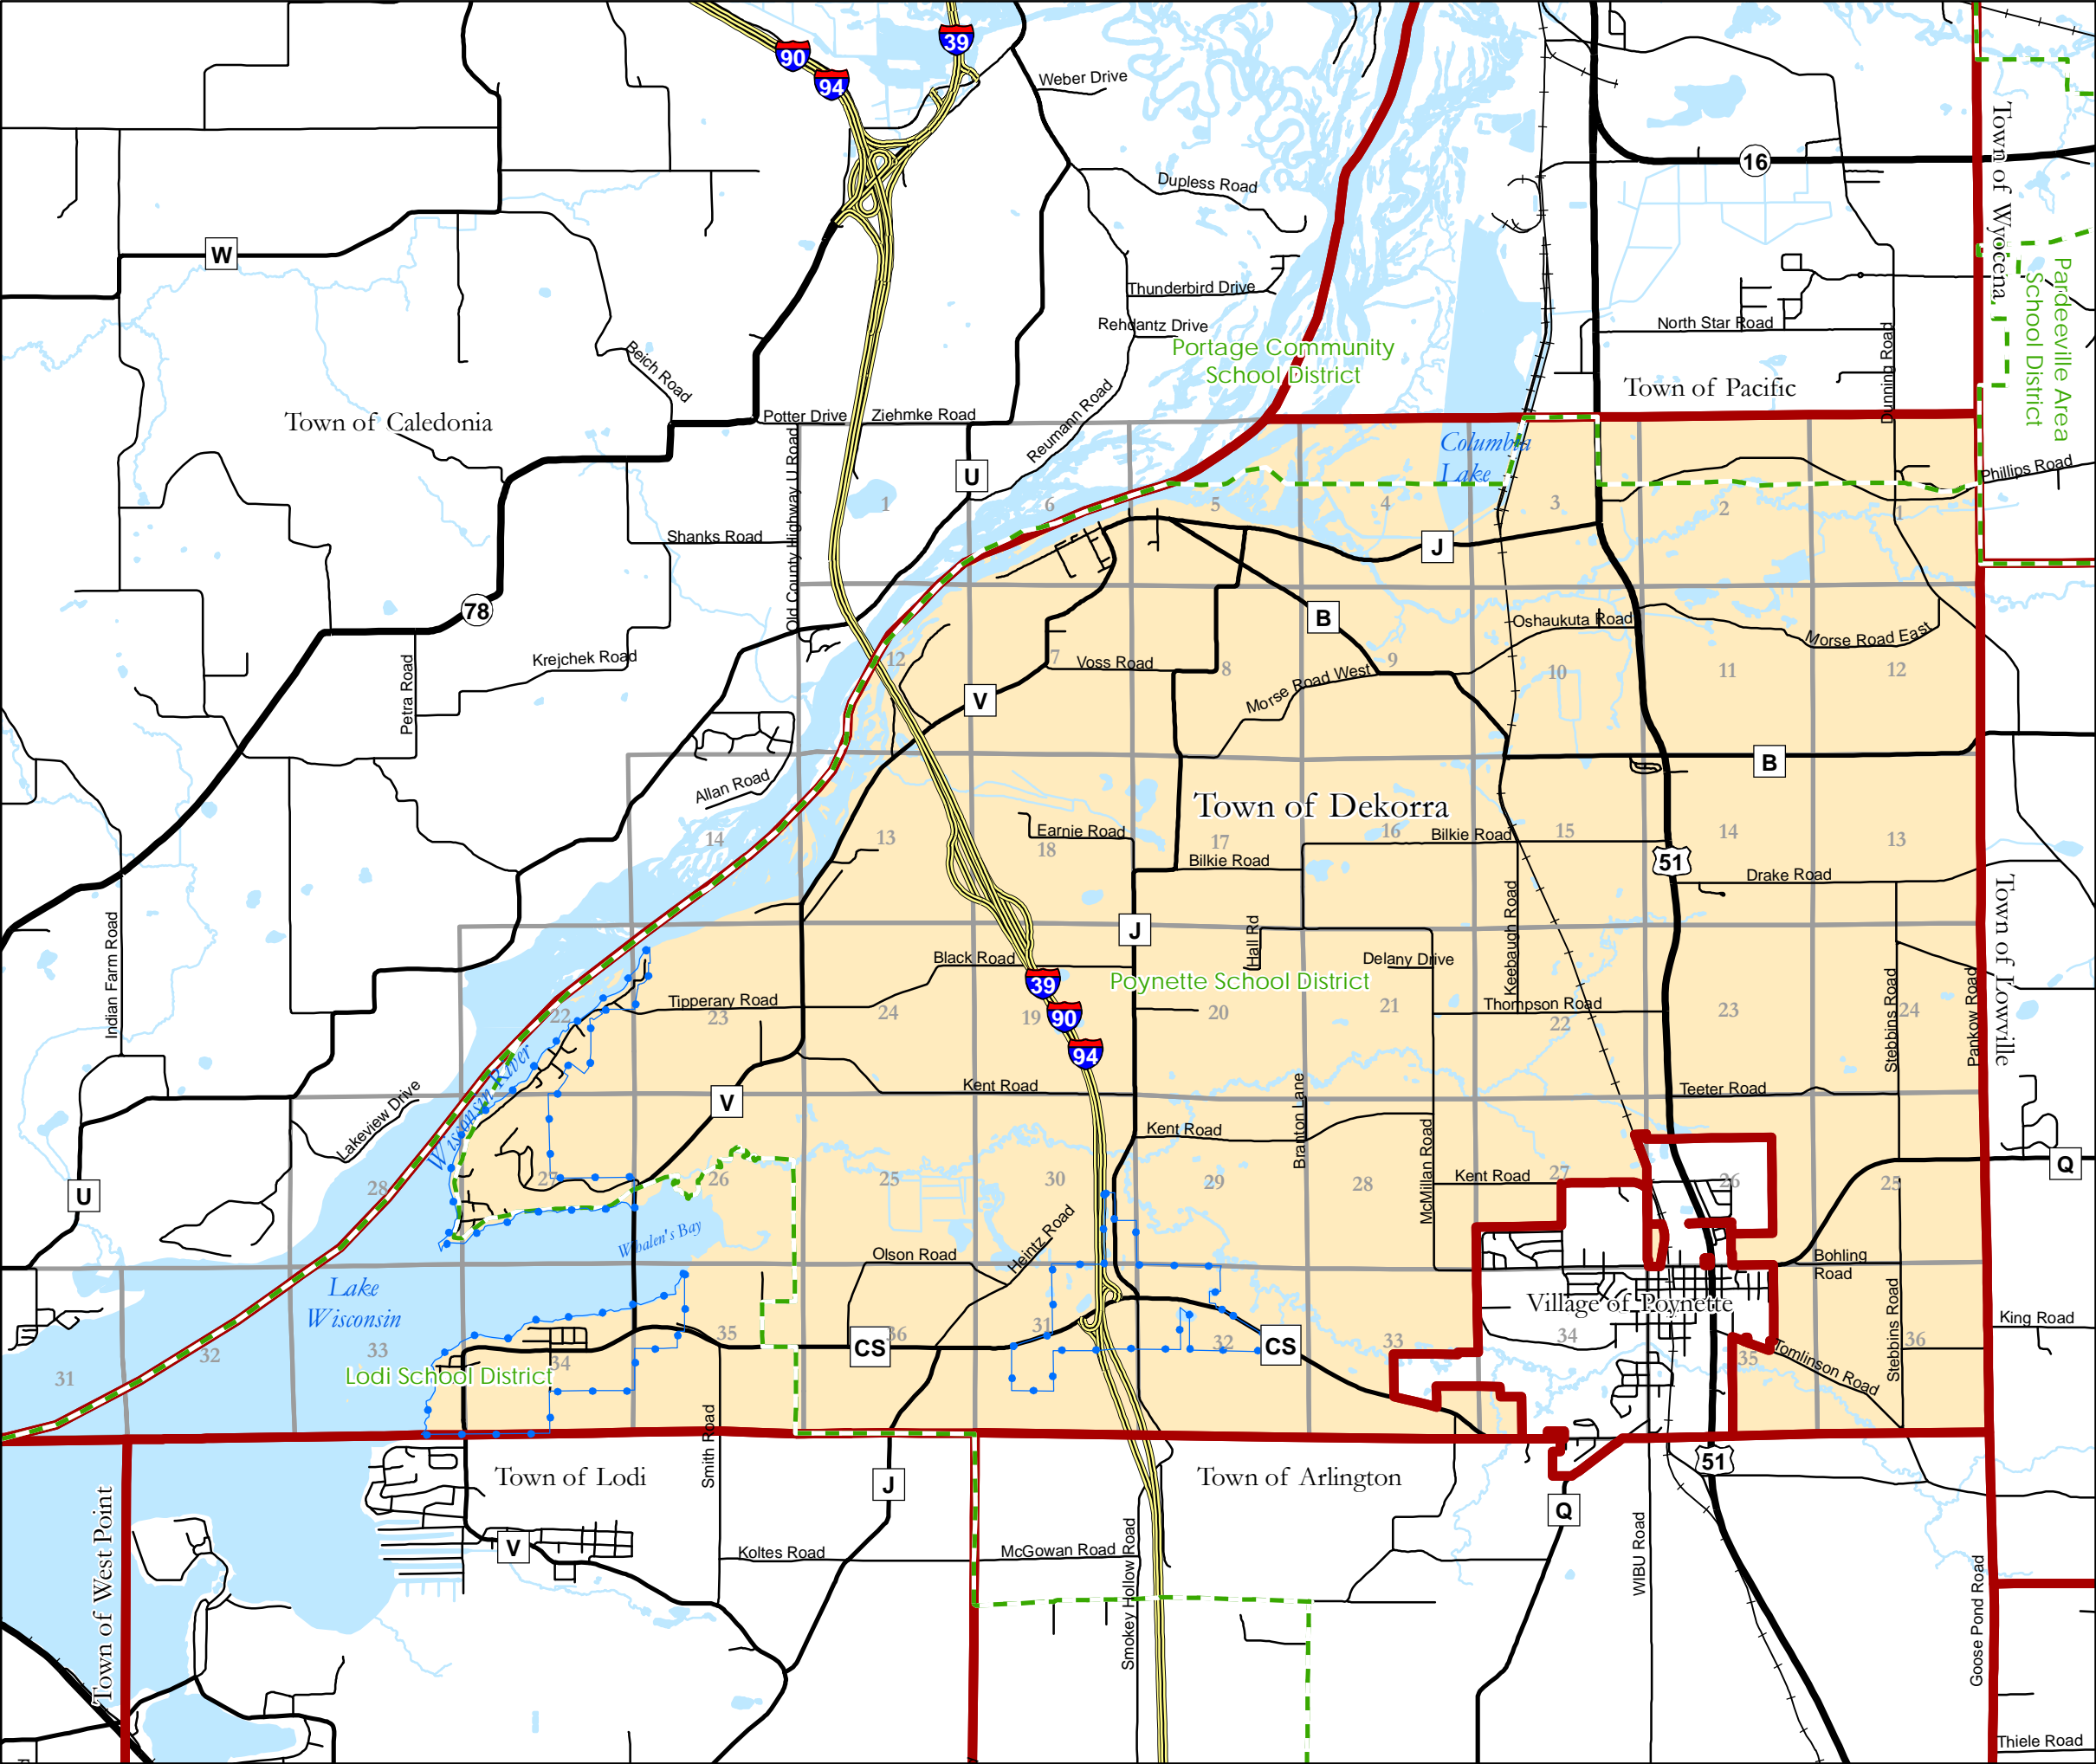 39
90
94
Weber Drive
16
Town of Wyocena
Dupless Road
W
Pardeeville Area
School District
Thunderbird Drive
North Star Road
Rehdantz Drive
Dunning Road
Portage Community
School District
Beich Road
Town of Pacific
Town of Caledonia
Potter Drive
Ziehmke Road
Reumann Road
Columbia
Lake
Phillips Road
U
Old County Highway U Road
1
6
5
4
3
2
1
Shanks Road
J
78
B
Oshaukuta Road
Morse Road East
Krejchek Road
Petra Road
12
7
Voss Road
8
9
10
11
12
Morse Road West
V
B
Allan Road
Town of Dekorra
14
13
Earnie Road
18
17
16
Bilkie Road
15
14
13
Bilkie Road
51
Drake Road
Town of Lowville
Indian Farm Road
Keebaugh Road
J
Hall Rd
Black Road
Delany Drive
39
Poynette School District
Stebbins Road
Pankow Road
Tipperary Road
22
23
24
19
90
20
21
Thompson Road
22
23
24
94
Wisconsin River
Lakeview Drive
Kent Road
Teeter Road
V
Branton Lane
Kent Road
McMillan Road
Q
U
28
27
26
25
30
29
28
Kent Road
27
26
25
Whalen's Bay
Heintz Road
Olson Road
Bohling
Road
Lake
Wisconsin
Village of Poynette
Stebbins Road
King Road
31
32
33
34
35
CS
36
31
32
CS
33
34
35
36
Tomlinson Road
Lodi School District
Smith Road
Town of Lodi
Town of Arlington
51
J
Q
Town of West Point
V
Koltes Road
McGowan Road
Smokey Hollow Road
WIBU Road
Goose Pond Road
Thiele Road